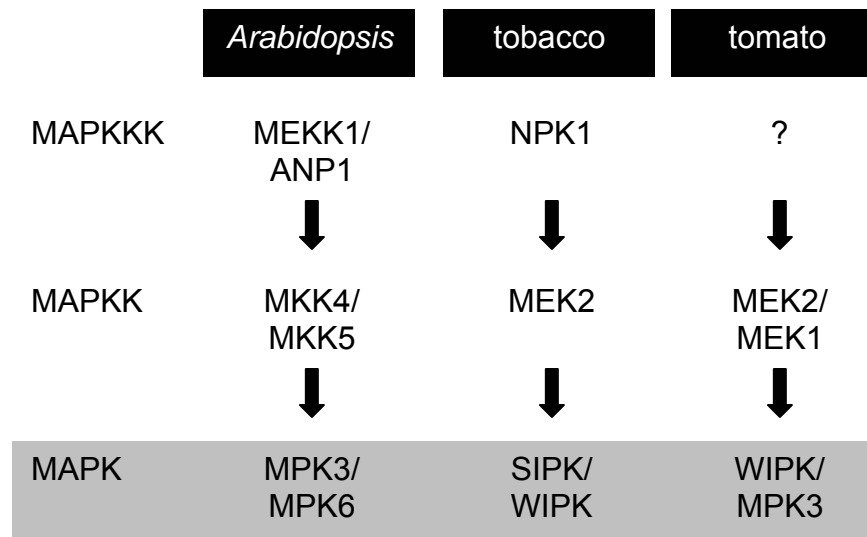 Arabidopsis tobacco tomato
MAPKKK MEKK1/ NPK1 ?
ANP1
MAPKK MKK4/ MEK2 MEK2/
MKK5 MEK1
MAPK MPK3/ SIPK/ WIPK/
MPK6 WIPK MPK3